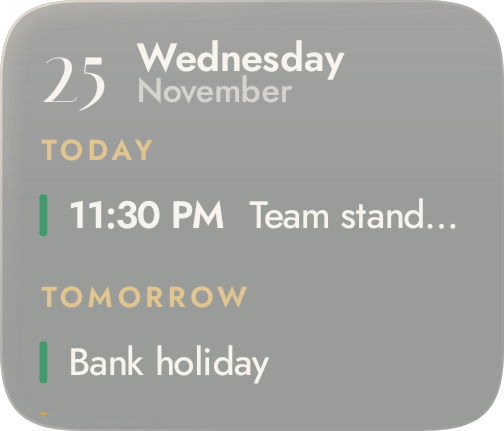 25 Wednesday
November
TODAY
11:30 PM Team stand...
TOMORROW
Bank holiday